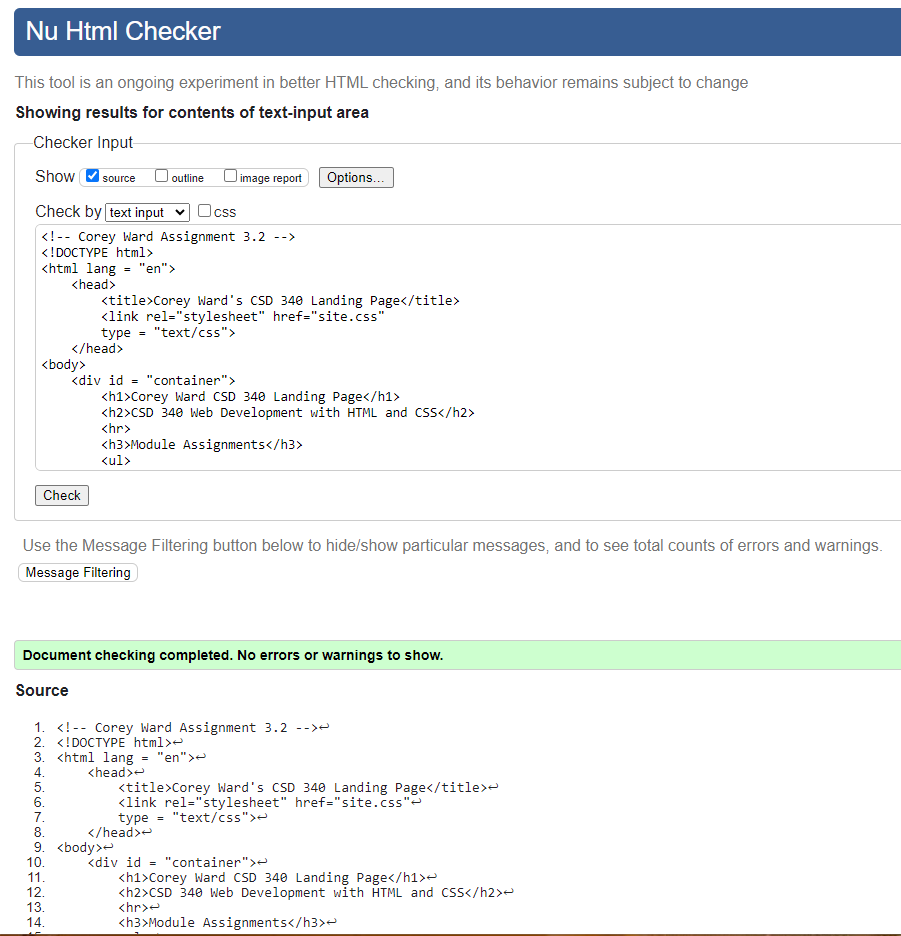 Nu Html Checker
This tool is an ongoing experiment in better HTML checking, and its behavior remains subject to change
Showing results for contents of text-input area
Checker Input
Show source outline image report Options...
Check by text input css
<!-- Corey Ward Assignment 3.2 -->
<!DOCTYPE html>
<html lang = "en">
    <head>
        <title>Corey Ward's CSD 340 Landing Page</title>
        <link rel="stylesheet" href="site.css"
        type = "text/css">
    </head>
<body>
    <div id = "container">
        <h1>Corey Ward CSD 340 Landing Page</h1>
        <h2>CSD 340 Web Development with HTML and CSS</h2>
        <hr>
        <h3>Module Assignments</h3>
        <ul>
Check
Use the Message Filtering button below to hide/show particular messages, and to see total counts of errors and warnings.
Message Filtering
Document checking completed. No errors or warnings to show.
Source
1. <!-- Corey Ward Assignment 3.2 -->↩
2. <!DOCTYPE html>↩
3. <html lang = "en">↩
4.     <head>↩
5.         <title>Corey Ward's CSD 340 Landing Page</title>↩
6.         <link rel="stylesheet" href="site.css"↩
7.         type = "text/css">↩
8.     </head>↩
9. <body>↩
10.     <div id = "container">↩
11.         <h1>Corey Ward CSD 340 Landing Page</h1>↩
12.         <h2>CSD 340 Web Development with HTML and CSS</h2>↩
13.         <hr>↩
14.         <h3>Module Assignments</h3>↩